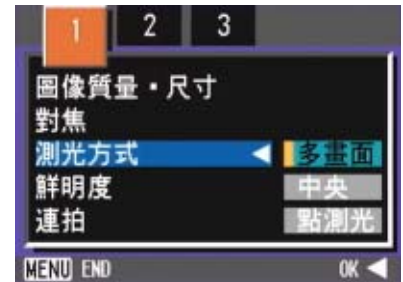 1 2 3
圖像質量・尺寸
對焦
測光方式 ◀ 多畫面
鮮明度 中央
連拍 點測光
MENU END OK ◀